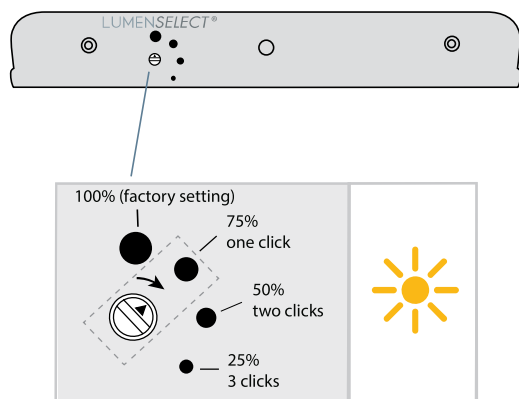 LUMENSELECT®
100% (factory setting)
75%
one click
50%
two clicks
25%
3 clicks